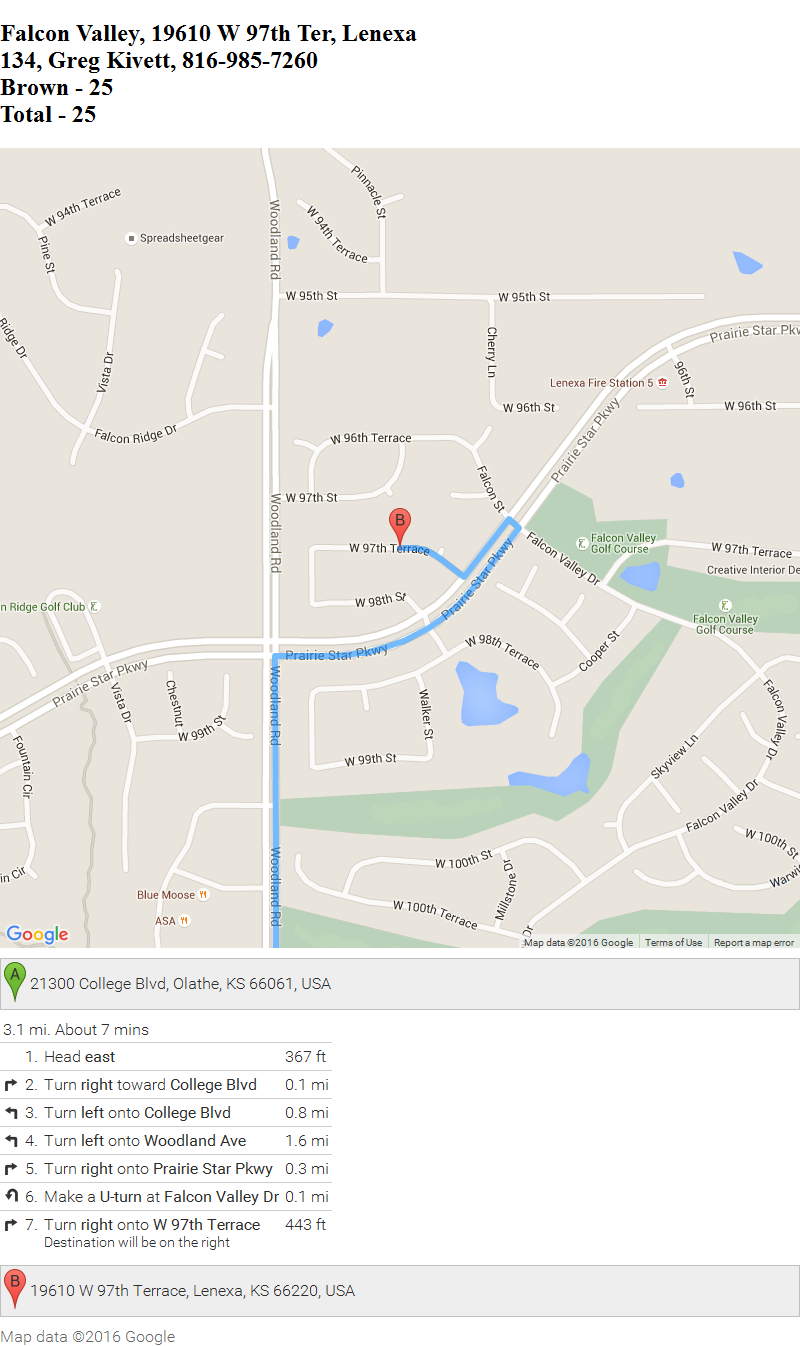 Falcon Valley, 19610 W 97th Ter, Lenexa
134, Greg Kivett, 816-985-7260
Brown - 25
Total - 25
W 94th Terrace
Pinnacle St
Pine St
Spreadsheetgear
Woodland Rd
W 94th Terrace
W 95th St
W 95th St
Ridge Dr
Vista Dr
Cherry Ln
Prairie Star Pkw
Lenexa Fire Station 5
96th St
W 96th St
W 96th St
Falcon Ridge Dr
W 96th Terrace
Prairie Star Pkwy
Falcon St
W 97th St
Woodland Rd
B
W 97th Terrace
Prairie Star Pkwy
Falcon Valley Dr
Falcon Valley
Golf Course
W 97th Terrace
Creative Interior De
W 98th St
n Ridge Golf Club
Falcon Valley
Golf Course
Prairie Star Pkwy
Prairie Star Pkwy
W 98th Terrace
Cooper St
Vista Dr
Chestnut
W 99th St
Woodland Rd
Walker St
Falcon Valley Dr
Fountain Cir
W 99th St
Skyview Ln
Falcon Valley Dr
W 100th St
in Cir
W 100th St
Warwi
Millstone Dr
Blue Moose
ASA
Woodland Rd
W 100th Terrace
Dr
Google
Map data ©2016 Google
Terms of Use
Report a map error
A
21300 College Blvd, Olathe, KS 66061, USA
3.1 mi. About 7 mins
1. Head east 367 ft
2. Turn right toward College Blvd 0.1 mi
3. Turn left onto College Blvd 0.8 mi
4. Turn left onto Woodland Ave 1.6 mi
5. Turn right onto Prairie Star Pkwy 0.3 mi
6. Make a U-turn at Falcon Valley Dr 0.1 mi
7. Turn right onto W 97th Terrace 443 ft
Destination will be on the right
B
19610 W 97th Terrace, Lenexa, KS 66220, USA
Map data ©2016 Google